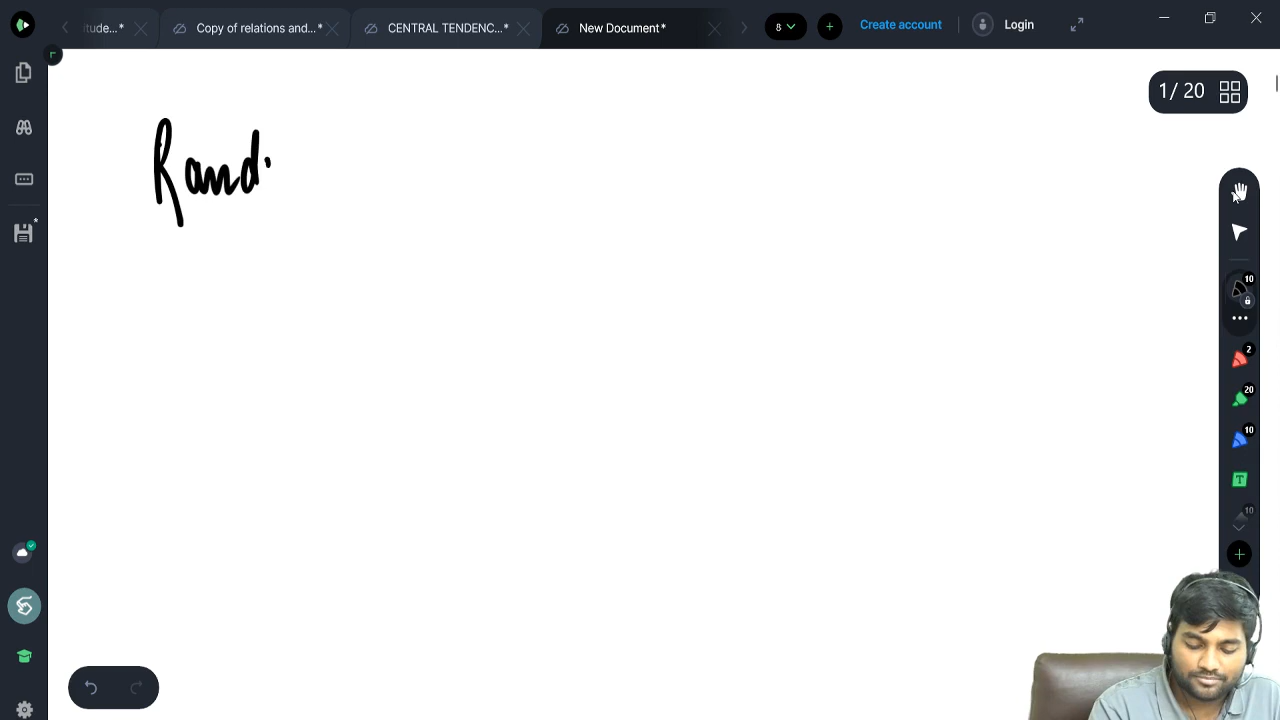 itude...*
Copy of relations and...*
CENTRAL TENDENC...*
New Document*
8
+
Create account
Login
1/ 20
Rand
10
2
20
10
T
10
+